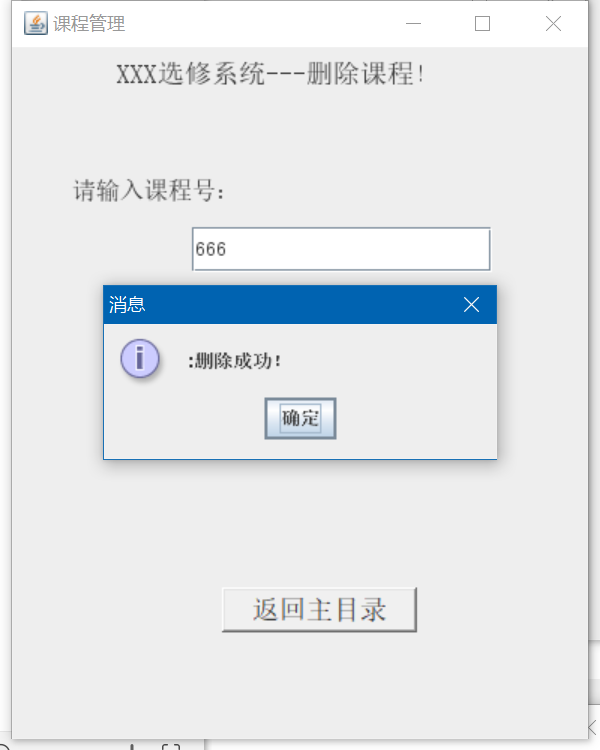 课程管理
XXX选修系统---删除课程!
请输入课程号:
666
消息
:删除成功!
确定
返回主目录